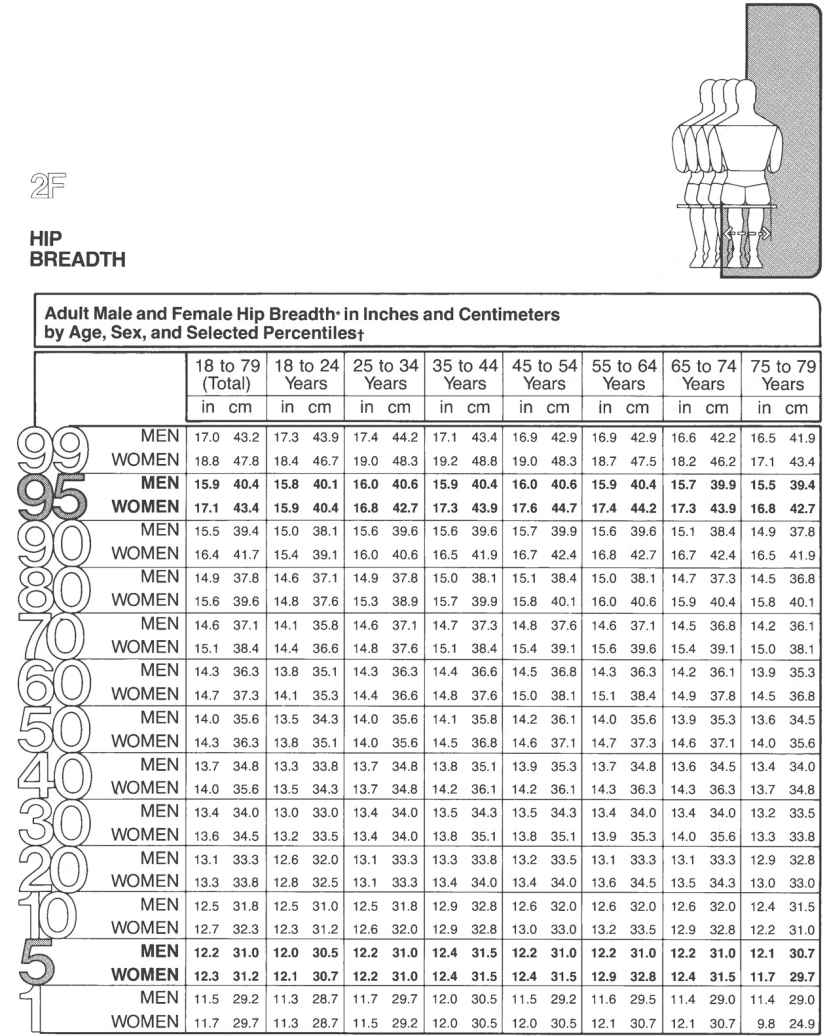 2F
HIP
BREADTH
Adult Male and Female Hip Breadth* in Inches and Centimeters
by Age, Sex, and Selected Percentiles†
18 to 79 18 to 24 25 to 34 35 to 44 45 to 54 55 to 64 65 to 74 75 to 79
(Total) Years Years Years Years Years Years Years
in cm in cm in cm in cm in cm in cm in cm in cm
99 MEN 17.0 43.2 17.3 43.9 17.4 44.2 17.1 43.4 16.9 42.9 16.9 42.9 16.6 42.2 16.5 41.9
WOMEN 18.8 47.8 18.4 46.7 19.0 48.3 19.2 48.8 19.0 48.3 18.7 47.5 18.2 46.2 17.1 43.4
95 MEN 15.9 40.4 15.8 40.1 16.0 40.6 15.9 40.4 16.0 40.6 15.9 40.4 15.7 39.9 15.5 39.4
WOMEN 17.1 43.4 15.9 40.4 16.8 42.7 17.3 43.9 17.6 44.7 17.4 44.2 17.3 43.9 16.8 42.7
90 MEN 15.5 39.4 15.0 38.1 15.6 39.6 15.6 39.6 15.7 39.9 15.6 39.6 15.1 38.4 14.9 37.8
WOMEN 16.4 41.7 15.4 39.1 16.0 40.6 16.5 41.9 16.7 42.4 16.8 42.7 16.7 42.4 16.5 41.9
80 MEN 14.9 37.8 14.6 37.1 14.9 37.8 15.0 38.1 15.1 38.4 15.0 38.1 14.7 37.3 14.5 36.8
WOMEN 15.6 39.6 14.8 37.6 15.3 38.9 15.7 39.9 15.8 40.1 16.0 40.6 15.9 40.4 15.8 40.1
70 MEN 14.6 37.1 14.1 35.8 14.6 37.1 14.7 37.3 14.8 37.6 14.6 37.1 14.5 36.8 14.2 36.1
WOMEN 15.1 38.4 14.4 36.6 14.8 37.6 15.1 38.4 15.4 39.1 15.6 39.6 15.4 39.1 15.0 38.1
60 MEN 14.3 36.3 13.8 35.1 14.3 36.3 14.4 36.6 14.5 36.8 14.3 36.3 14.2 36.1 13.9 35.3
WOMEN 14.7 37.3 14.1 35.3 14.4 36.6 14.8 37.6 15.0 38.1 15.1 38.4 14.9 37.8 14.5 36.8
50 MEN 14.0 35.6 13.5 34.3 14.0 35.6 14.1 35.8 14.2 36.1 14.0 35.6 13.9 35.3 13.6 34.5
WOMEN 14.3 36.3 13.8 35.1 14.0 35.6 14.5 36.8 14.6 37.1 14.7 37.3 14.6 37.1 14.0 35.6
40 MEN 13.7 34.8 13.3 33.8 13.7 34.8 13.8 35.1 13.9 35.3 13.7 34.8 13.6 34.5 13.4 34.0
WOMEN 14.0 35.6 13.5 34.3 13.7 34.8 14.2 36.1 14.2 36.1 14.3 36.3 14.3 36.3 13.7 34.8
30 MEN 13.4 34.0 13.0 33.0 13.4 34.0 13.5 34.3 13.5 34.3 13.4 34.0 13.4 34.0 13.2 33.5
WOMEN 13.6 34.5 13.2 33.5 13.4 34.0 13.8 35.1 13.8 35.1 13.9 35.3 14.0 35.6 13.3 33.8
20 MEN 13.1 33.3 12.6 32.0 13.1 33.3 13.3 33.8 13.2 33.5 13.1 33.3 13.1 33.3 12.9 32.8
WOMEN 13.3 33.8 12.8 32.5 13.1 33.3 13.4 34.0 13.4 34.0 13.6 34.5 13.5 34.3 13.0 33.0
10 MEN 12.5 31.8 12.5 31.0 12.5 31.8 12.9 32.8 12.6 32.0 12.6 32.0 12.6 32.0 12.4 31.5
WOMEN 12.7 32.3 12.3 31.2 12.6 32.0 12.9 32.8 13.0 33.0 13.2 33.5 12.9 32.8 12.2 31.0
5 MEN 12.2 31.0 12.0 30.5 12.2 31.0 12.4 31.5 12.2 31.0 12.2 31.0 12.2 31.0 12.1 30.7
WOMEN 12.3 31.2 12.1 30.7 12.2 31.0 12.4 31.5 12.4 31.5 12.9 32.8 12.4 31.5 11.7 29.7
1 MEN 11.5 29.2 11.3 28.7 11.7 29.7 12.0 30.5 11.5 29.2 11.6 29.5 11.4 29.0 11.4 29.0
WOMEN 11.7 29.7 11.3 28.7 11.5 29.2 12.0 30.5 12.0 30.5 12.1 30.7 12.1 30.7 9.8 24.9